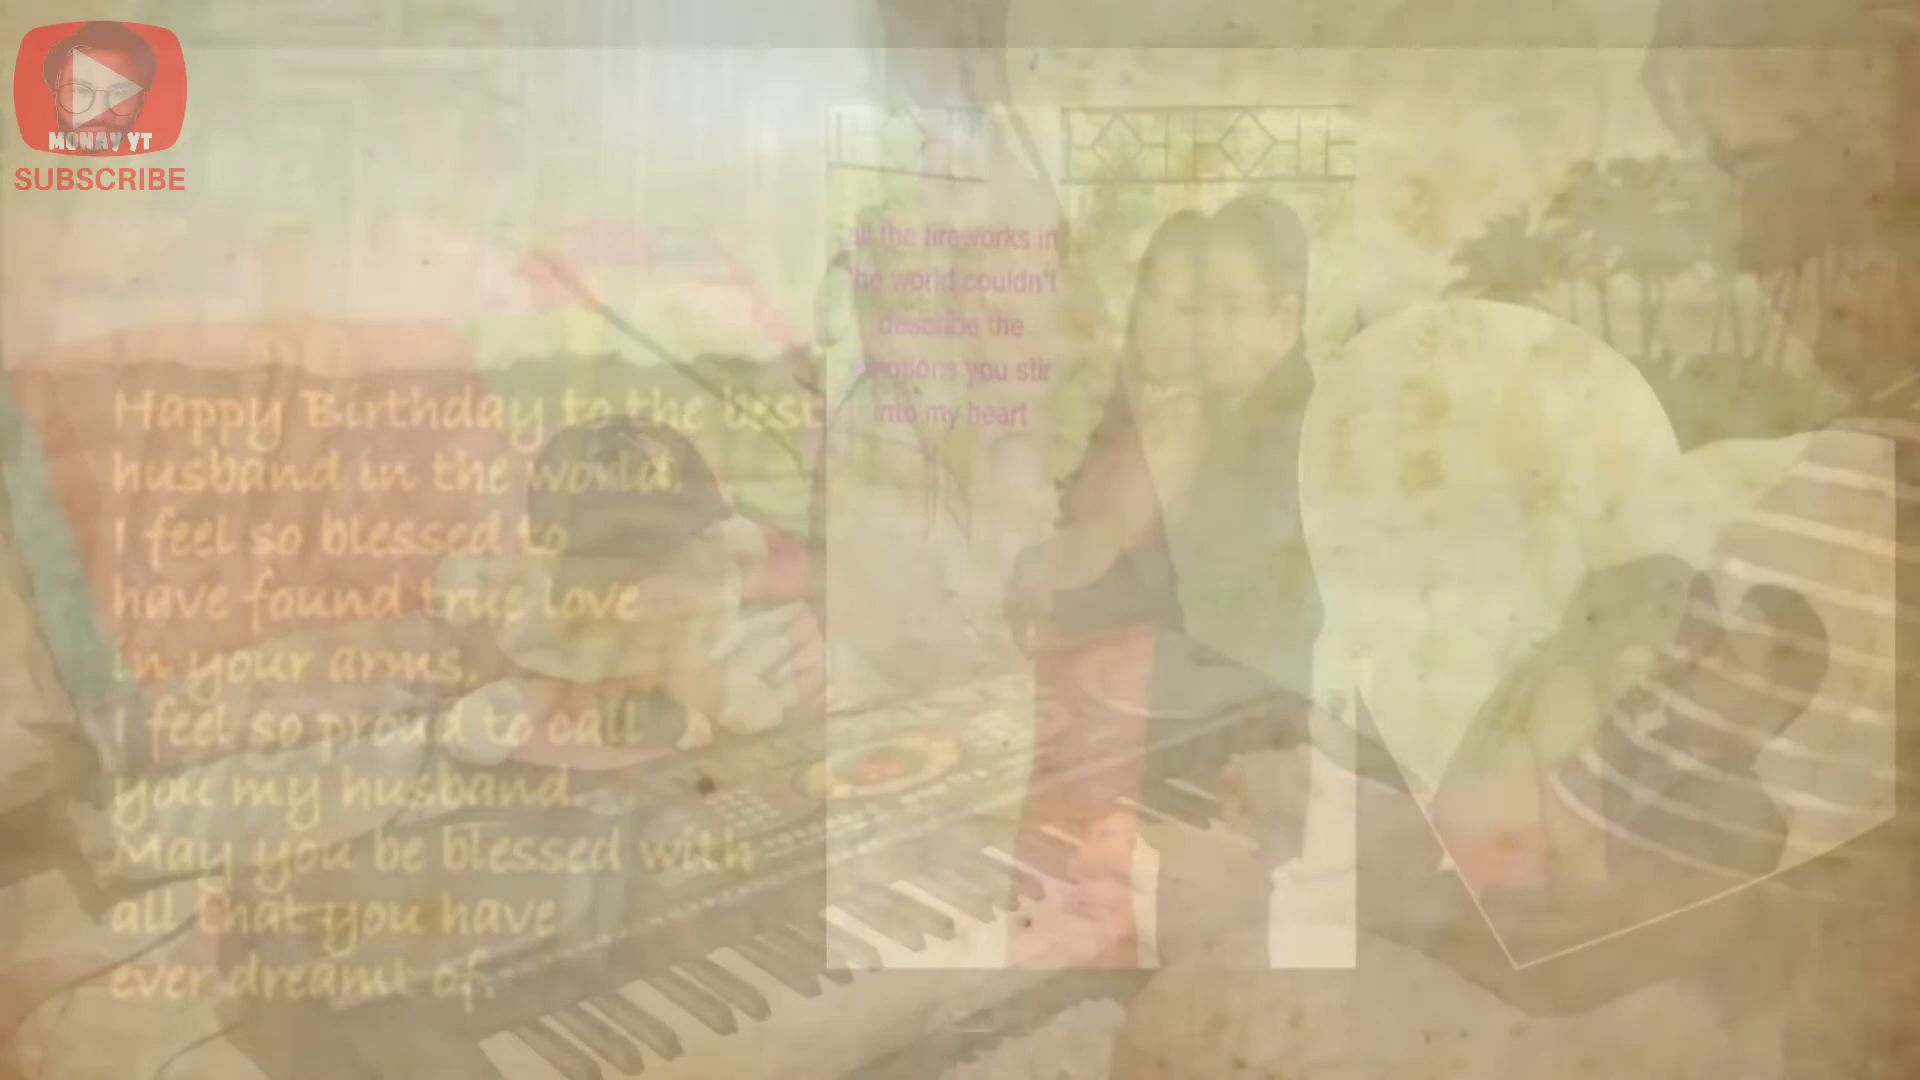 MONAY YT
SUBSCRIBE
all the fireworks in
the world couldn't
describe the
emotions you stir
into my heart
Happy Birthday to the best
husband in the world.
I feel so blessed to
have found true love
in your arms.
I feel so proud to call
you my husband.
May you be blessed with
all that you have
ever dreamt of.